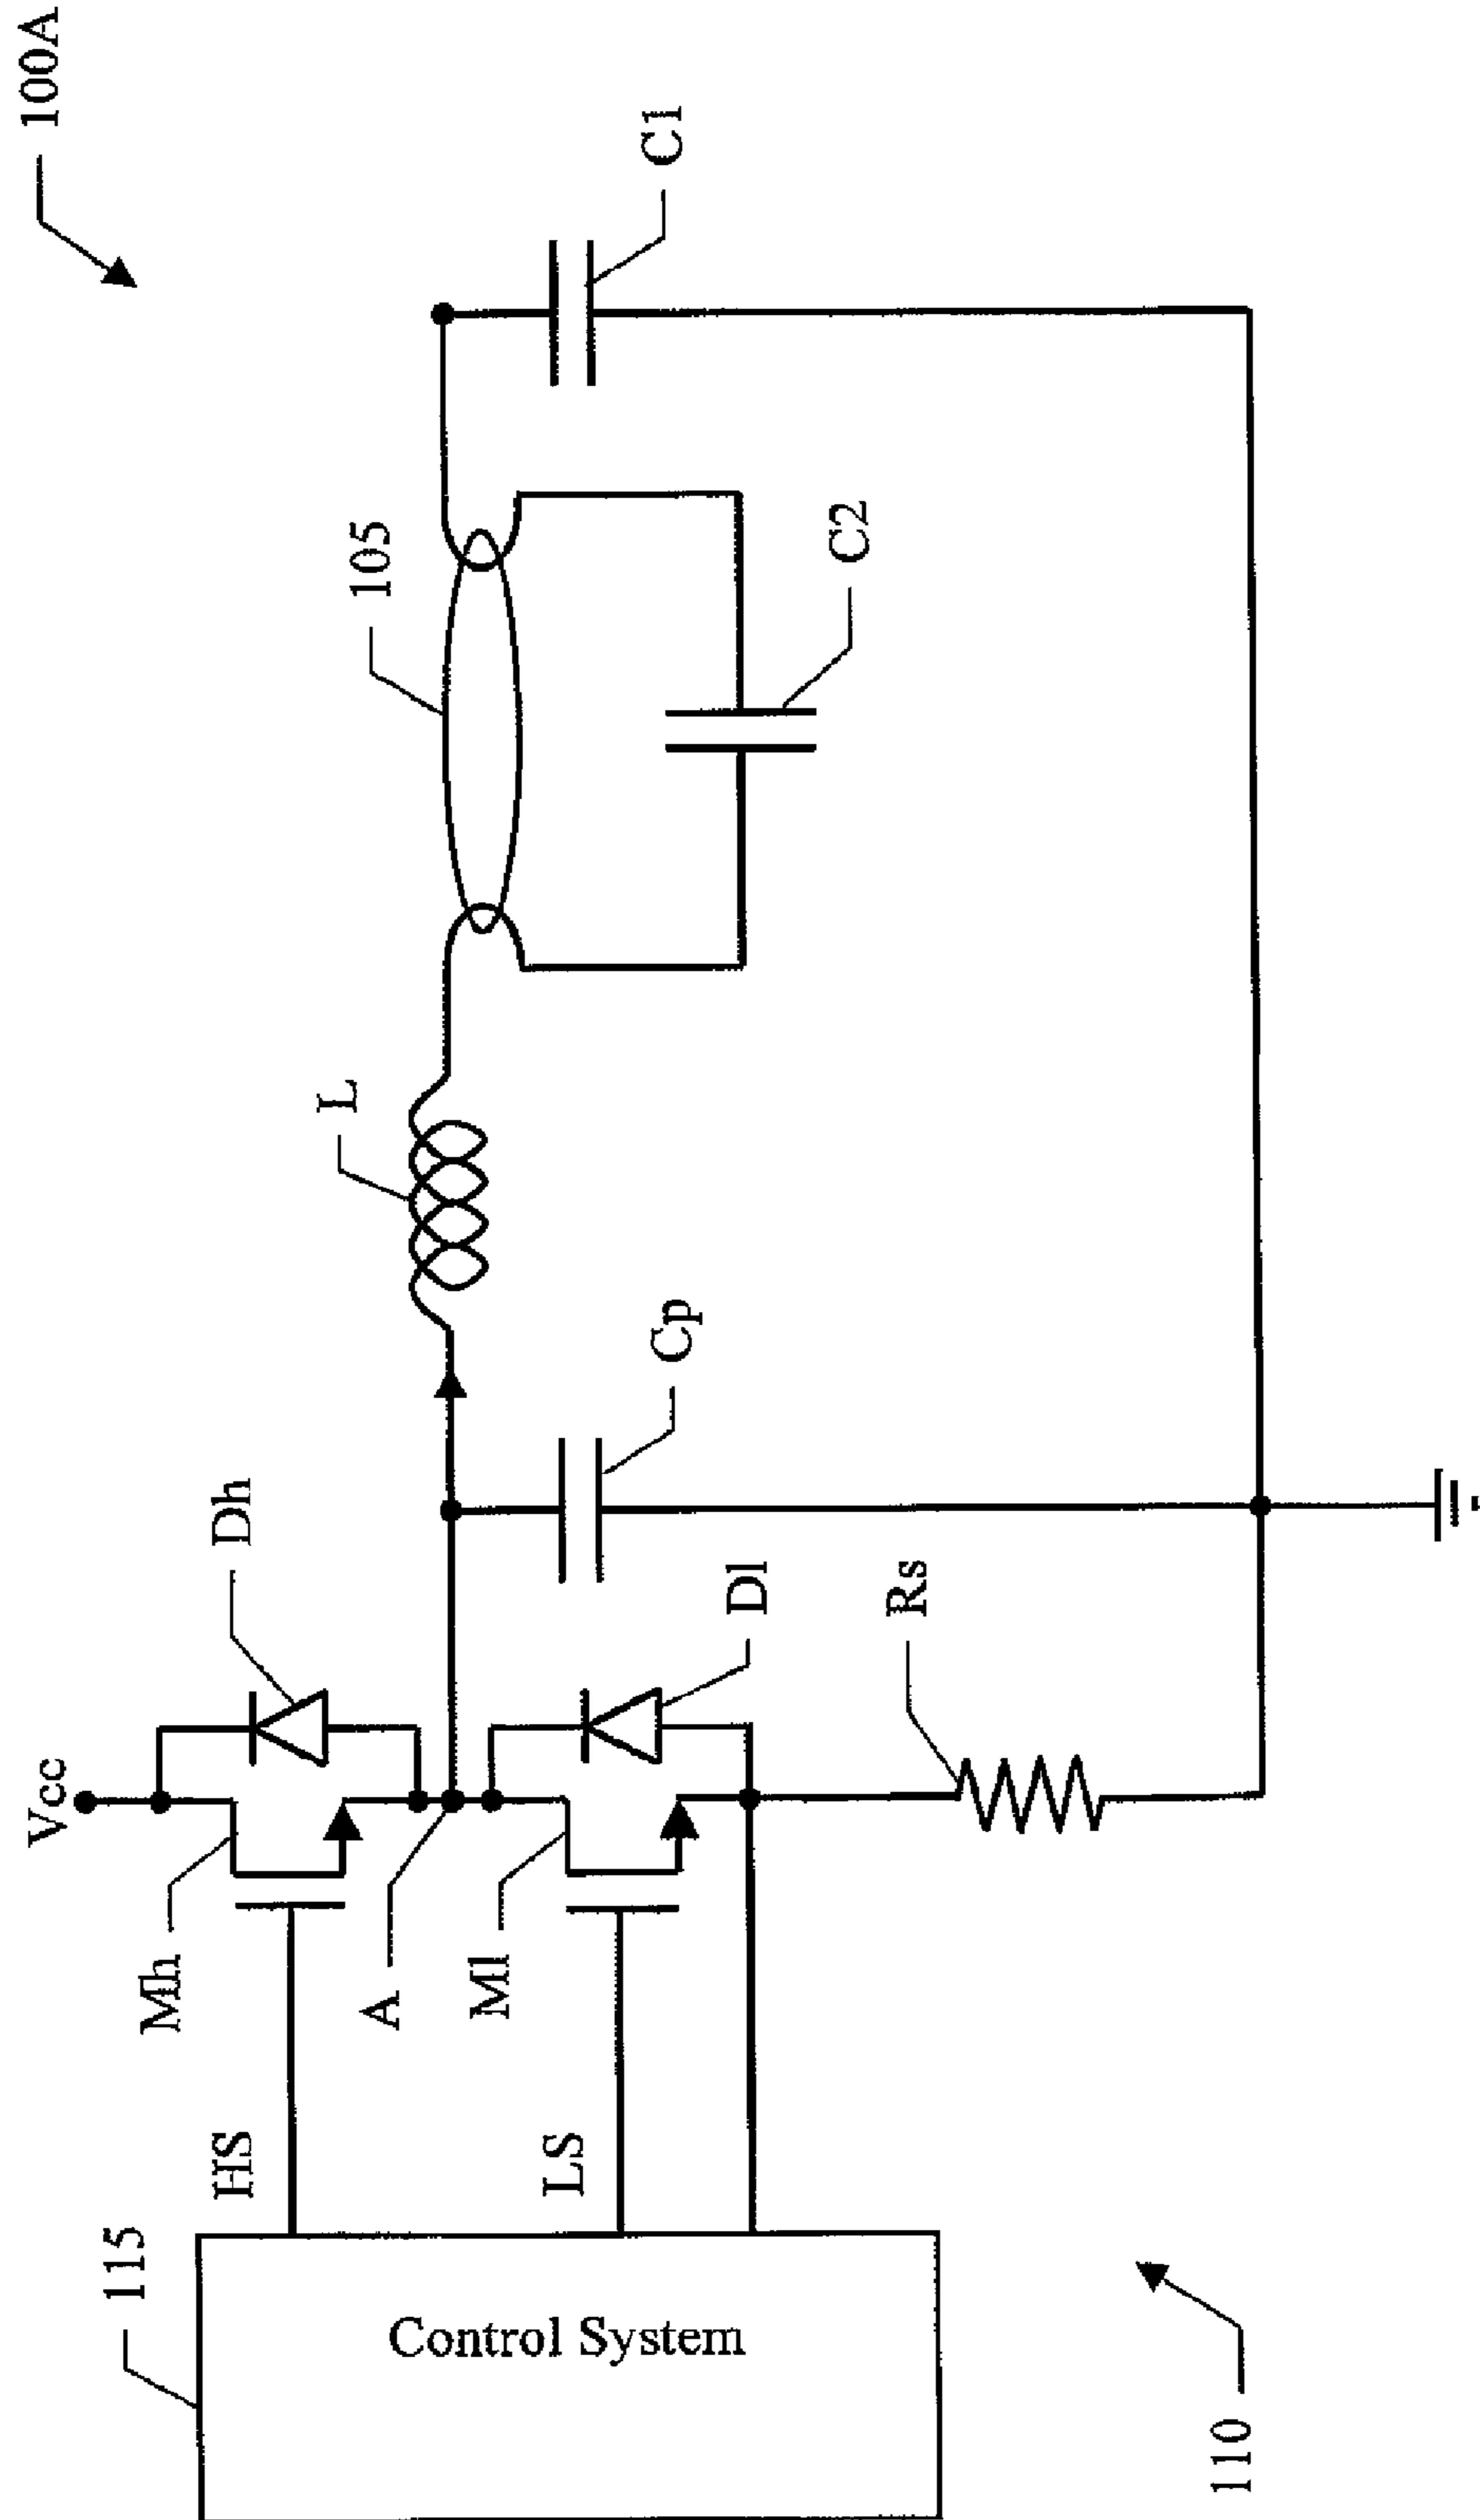 100A
Vcc
Dh
L
105
C1
115
HS
Mh
A
Cp
C2
LS
Ml
Dl
Control System
Rs
110